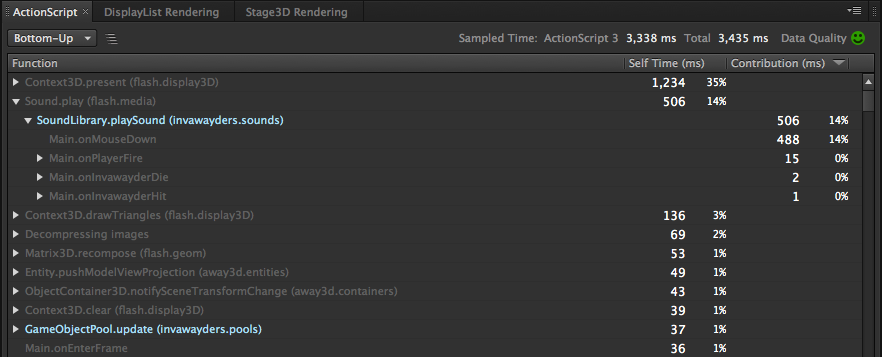 ActionScript DisplayList Rendering Stage3D Rendering
Bottom-Up Sampled Time: ActionScript 3 3,338 ms Total 3,435 ms Data Quality
Function Self Time (ms) Contribution (ms)
Context3D.present (flash.display3D) 1,234 35%
Sound.play (flash.media) 506 14%
SoundLibrary.playSound (invawayders.sounds) 506 14%
Main.onMouseDown 488 14%
Main.onPlayerFire 15 0%
Main.onInvawayderDie 2 0%
Main.onInvawayderHit 1 0%
Context3D.drawTriangles (flash.display3D) 136 3%
Decompressing images 69 2%
Matrix3D.recompose (flash.geom) 53 1%
Entity.pushModelViewProjection (away3d.entities) 49 1%
ObjectContainer3D.notifySceneTransformChange (away3d.containers) 43 1%
Context3D.clear (flash.display3D) 39 1%
GameObjectPool.update (invawayders.pools) 37 1%
Main.onEnterFrame 36 1%